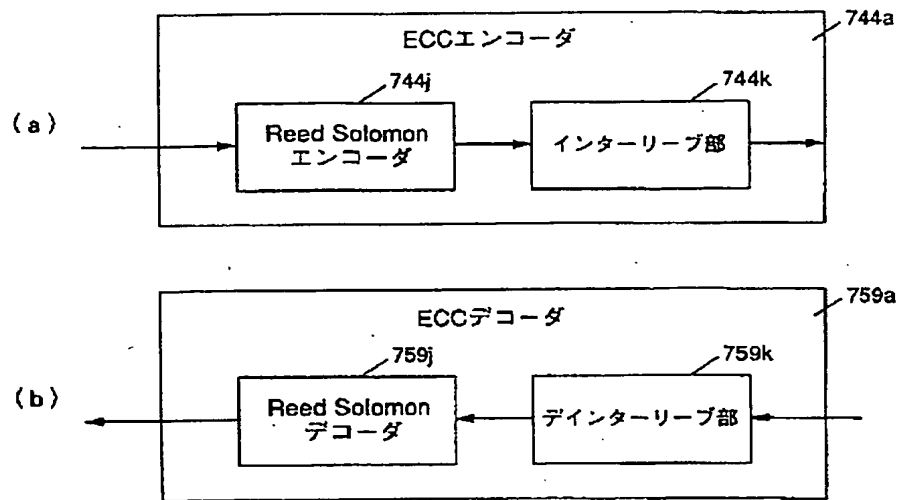 ECCエンコーダ
744a
744j
744k
(a)
Reed Solomon
エンコーダ
インターリーブ部
ECCデコーダ
759a
759j
759k
(b)
Reed Solomon
デコーダ
デインターリーブ部